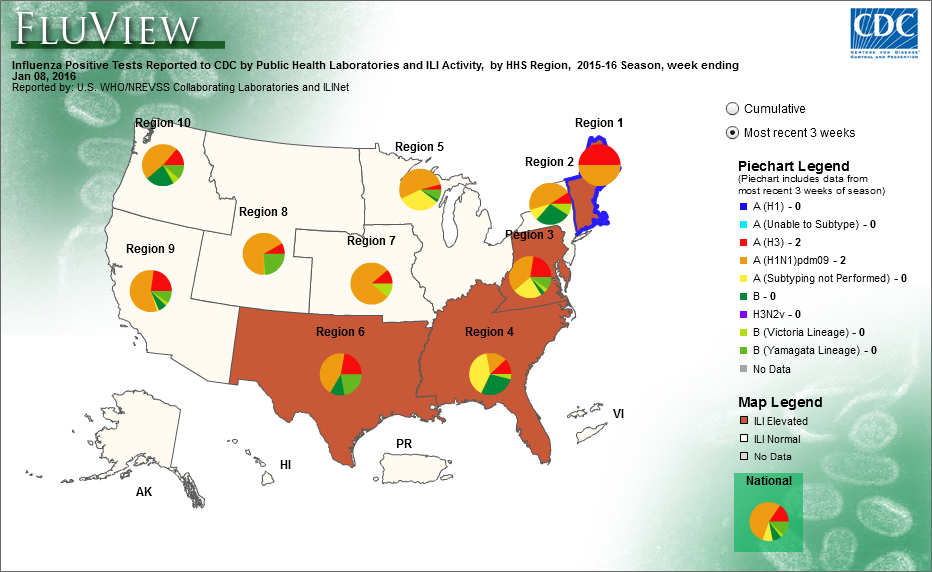 FLUVIEW
CDC
CENTERS FOR DISEASE
CONTROL AND PREVENTION
Influenza Positive Tests Reported to CDC by Public Health Laboratories and ILI Activity, by HHS Region, 2015-16 Season, week ending
Jan 08, 2016
Reported by: U.S. WHO/NREVSS Collaborating Laboratories and ILINet
Cumulative
Most recent 3 weeks
Region 10
Region 1
Region 5
Region 2
Region 8
Region 7
Region 3
Region 9
Region 6
Region 4
VI
PR
HI
AK
Piechart Legend
(Piechart includes data from
most recent 3 weeks of season)
A (H1) - 0
A (Unable to Subtype) - 0
A (H3) - 2
A (H1N1)pdm09 - 2
A (Subtyping not Performed) - 0
B - 0
H3N2v - 0
B (Victoria Lineage) - 0
B (Yamagata Lineage) - 0
No Data
Map Legend
ILI Elevated
ILI Normal
No Data
National